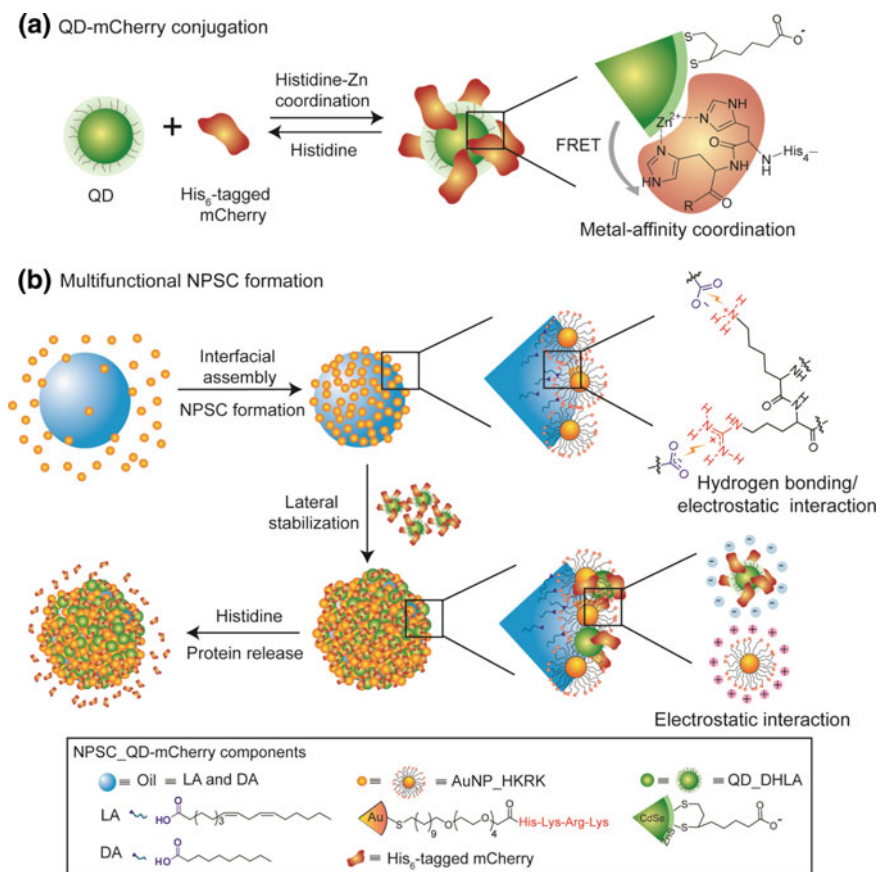 (a) QD-mCherry conjugation
Histidine-Zn
coordination
Histidine
QD
His6-tagged
mCherry
FRET
S
S
O
O-
Zn2+
N
NH
O
N
H
His4
N
HN
NH
R
O
Metal-affinity coordination
(b) Multifunctional NPSC formation
Interfacial
assembly
NPSC formation
Hydrogen bonding/
electrostatic interaction
Lateral
stabilization
Histidine
Protein release
Electrostatic interaction
NPSC_QD-mCherry components
≡ Oil = LA and DA
≡ ≡ AuNP_HKRK
≡ ≡ QD_DHLA
LA HO O 3
Au S 9 O O 4 O His-Lys-Arg-Lys
CdSe ZnS S S O O-
DA HO O
≡ His6-tagged mCherry